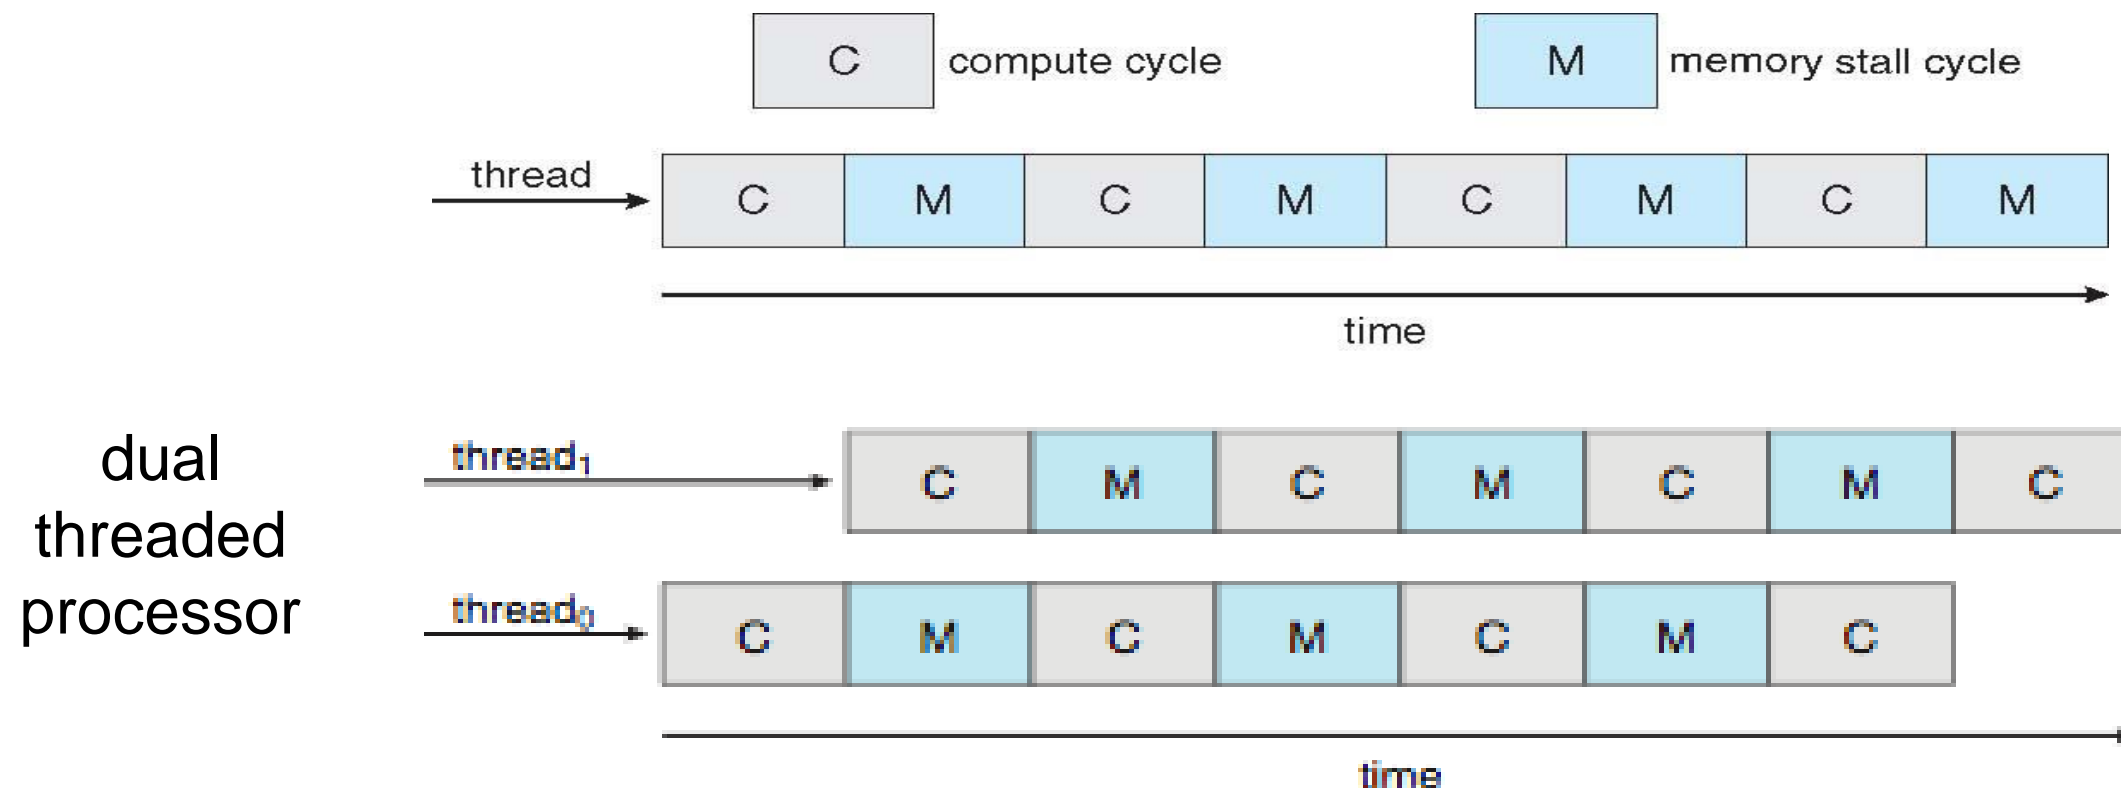 C compute cycle M memory stall cycle
thread C M C M C M C M
time
dual
threaded
processor
thread1 C M C M C M C
thread0 C M C M C M C
time